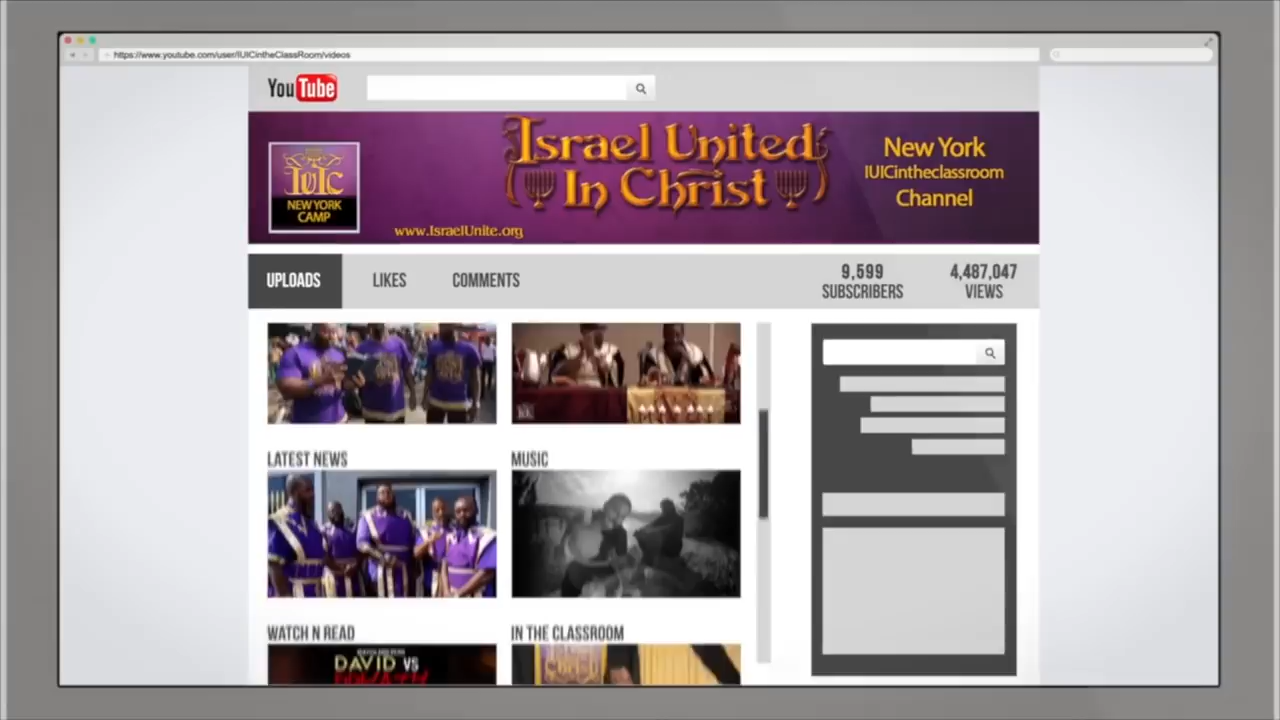 https://www.youtube.com/user/IUICintheClassRoom/videos
YouTube
Israel United
In Christ
www.IsraelUnite.org
IUIC
NEW YORK
CAMP
New York
IUICintheclassroom
Channel
UPLOADS
LIKES
COMMENTS
9,599
SUBSCRIBERS
4,487,047
VIEWS
LATEST NEWS
MUSIC
WATCH N READ
IN THE CLASSROOM
DAVID VS
CHRIST